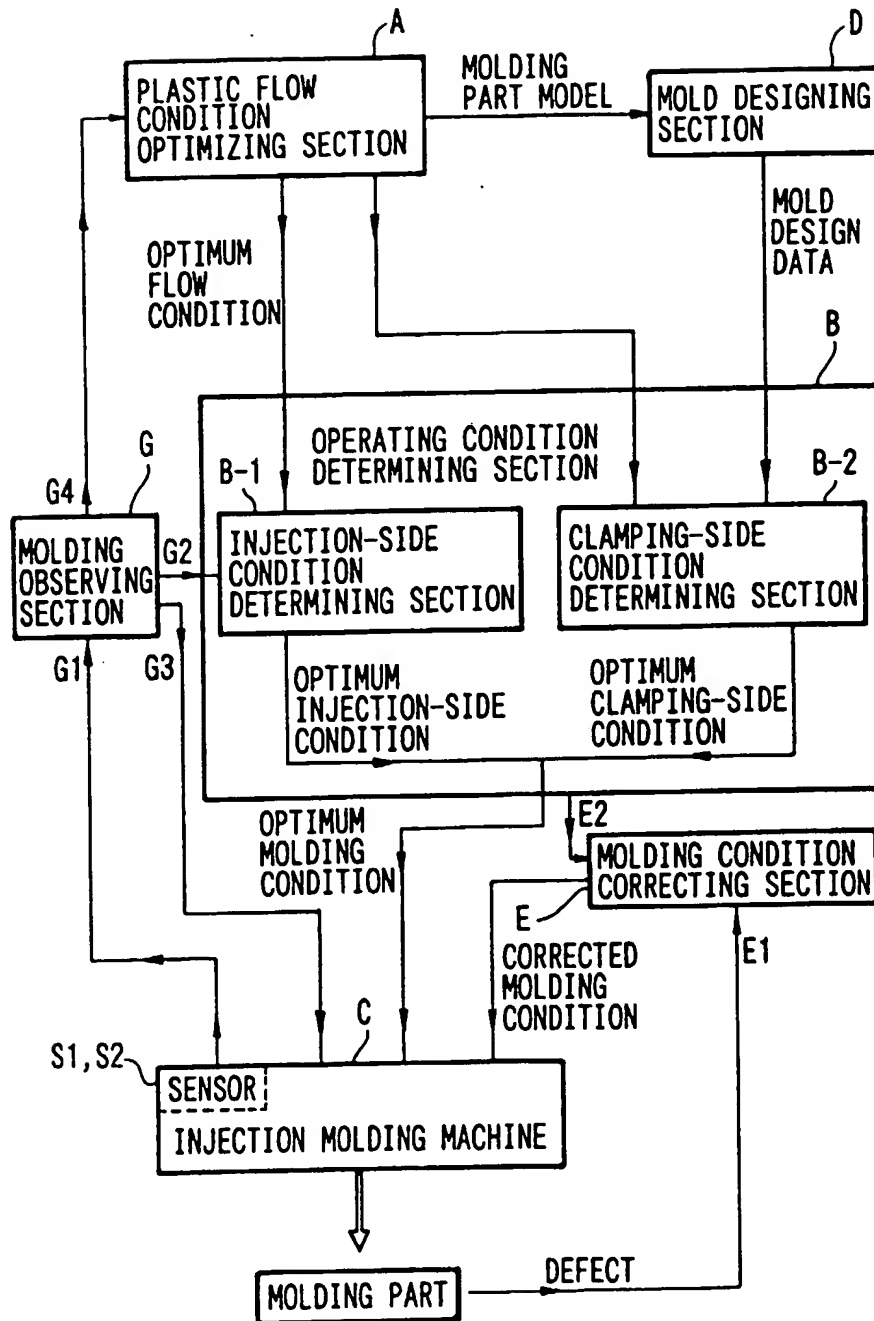 A
D
PLASTIC FLOW
CONDITION
OPTIMIZING SECTION
MOLDING
PART MODEL
MOLD DESIGNING
SECTION
OPTIMUM
FLOW
CONDITION
MOLD
DESIGN
DATA
B
OPERATING CONDITION
DETERMINING SECTION
G
G4
B-1
B-2
MOLDING
OBSERVING
SECTION
G2
INJECTION-SIDE
CONDITION
DETERMINING SECTION
CLAMPING-SIDE
CONDITION
DETERMINING SECTION
G1
G3
OPTIMUM
INJECTION-SIDE
CONDITION
OPTIMUM
CLAMPING-SIDE
CONDITION
OPTIMUM
MOLDING
CONDITION
E2
MOLDING CONDITION
CORRECTING SECTION
E
E1
CORRECTED
MOLDING
CONDITION
C
S1,S2
SENSOR
INJECTION MOLDING MACHINE
MOLDING PART
DEFECT